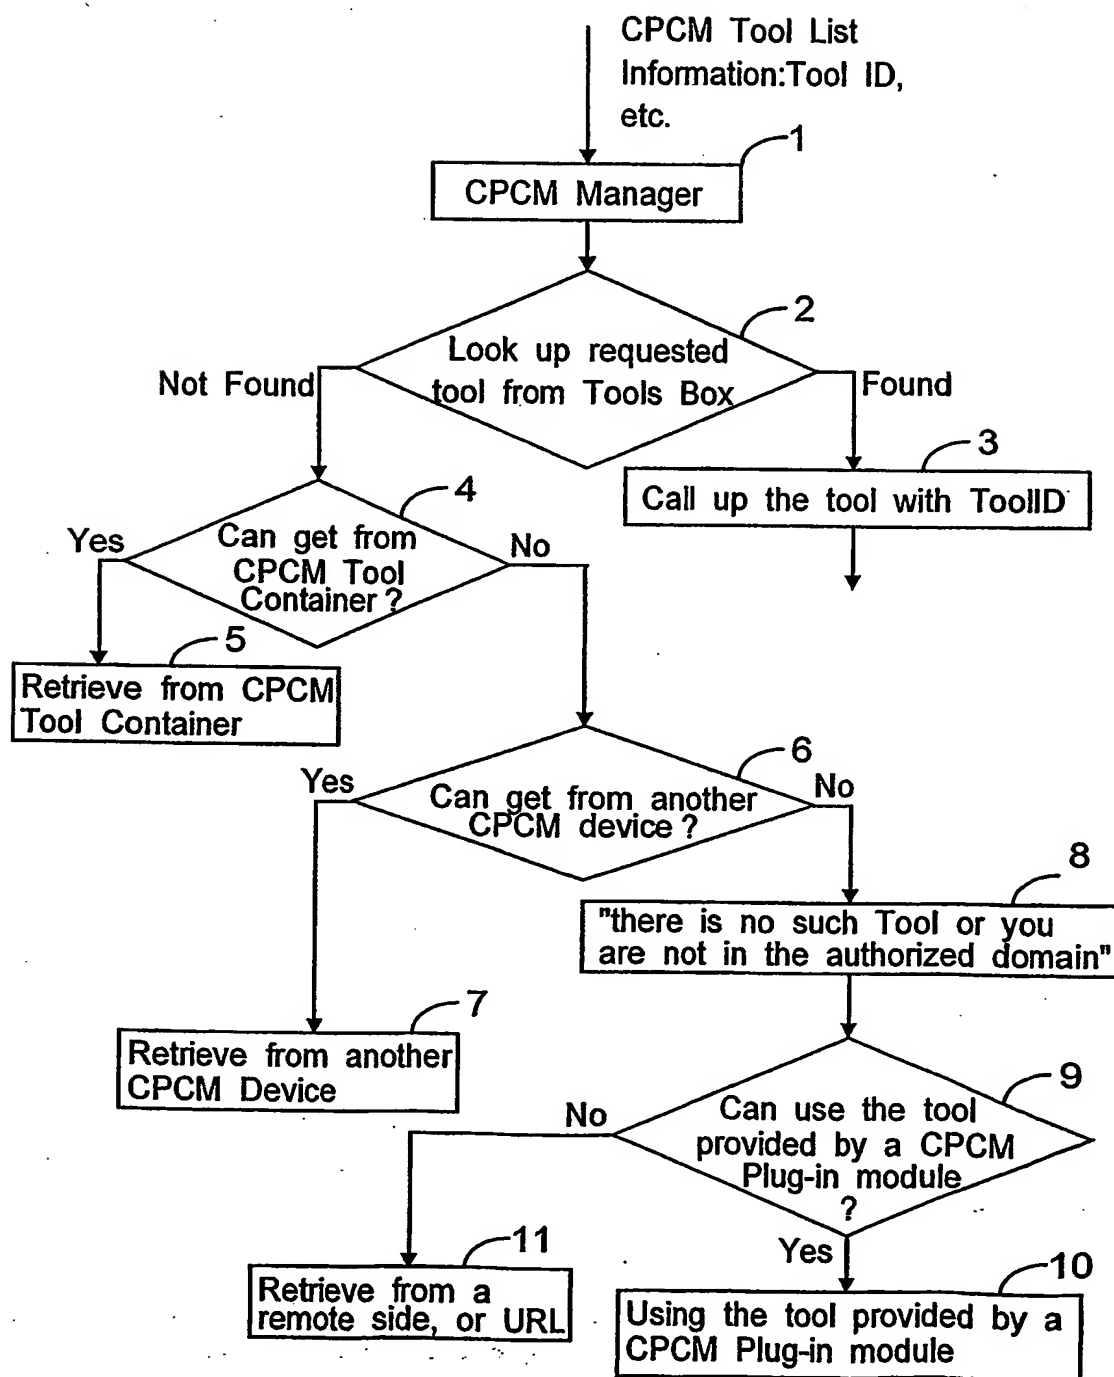 CPCM Tool List
Information:Tool ID,
etc.
1
CPCM Manager
2
Look up requested
tool from Tools Box
Not Found
Found
3
Call up the tool with ToolID
4
Can get from
CPCM Tool
Container?
Yes
No
5
Retrieve from CPCM
Tool Container
6
Can get from another
CPCM device?
Yes
No
8
"there is no such Tool or you
are not in the authorized domain"
7
Retrieve from another
CPCM Device
9
Can use the tool
provided by a CPCM
Plug-in module
?
No
Yes
11
Retrieve from a
remote side, or URL
10
Using the tool provided by a
CPCM Plug-in module